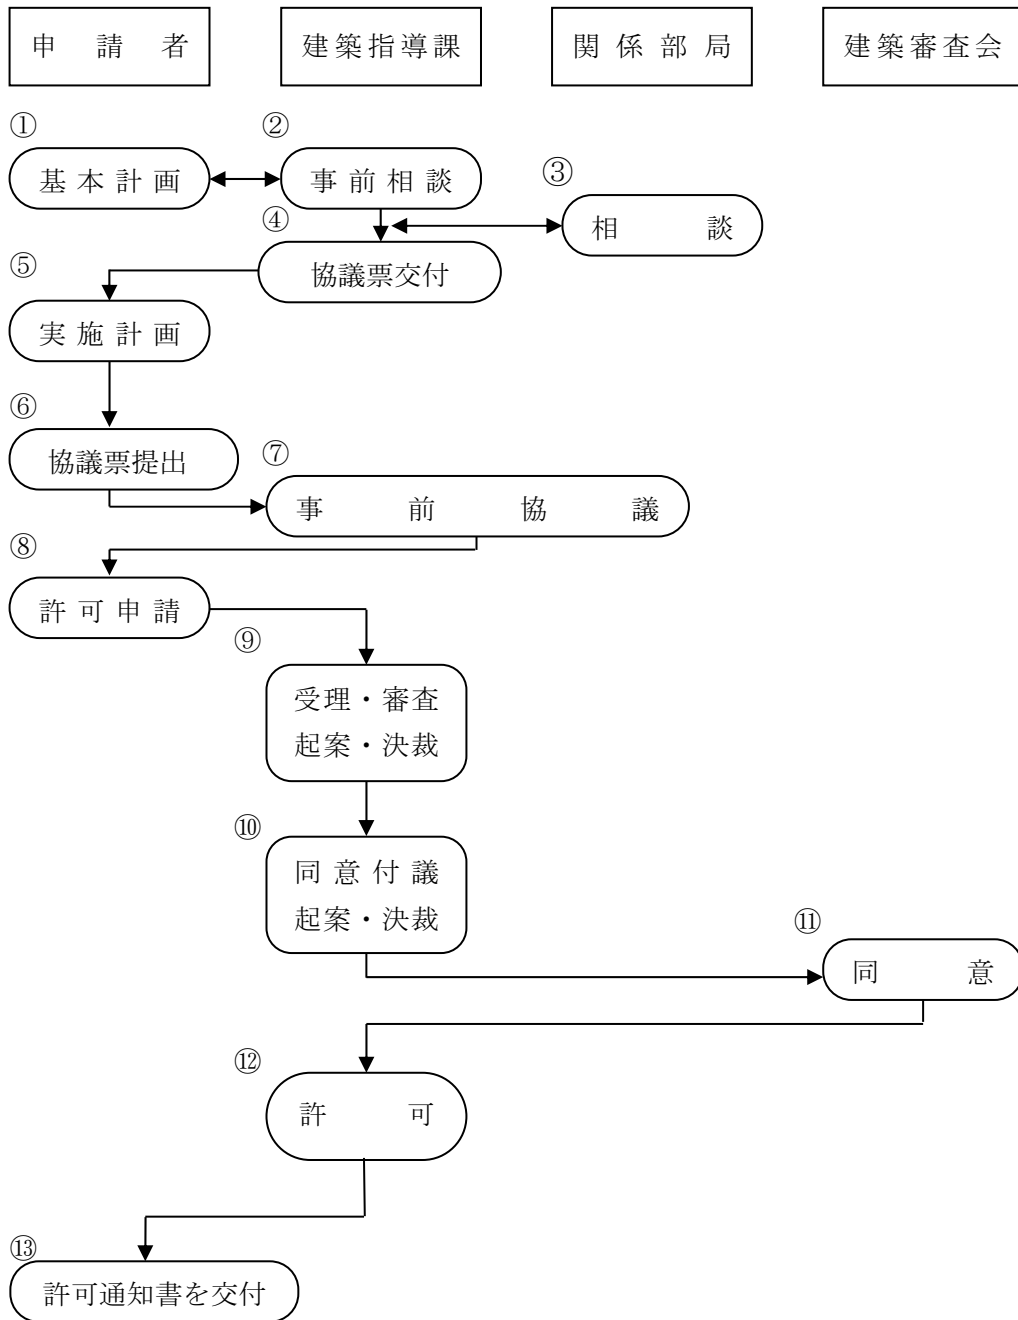 申請者 建築指導課 関係部局 建築審査会
① ②
基本計画 事前相談 ③
相談
④
協議票交付
⑤
実施計画
⑥
協議票提出 ⑦
事前協議
⑧
許可申請
⑨
受理・審査
起案・決裁
⑩
同意付議
起案・決裁
⑪
同意
⑫
許可
⑬
許可通知書を交付